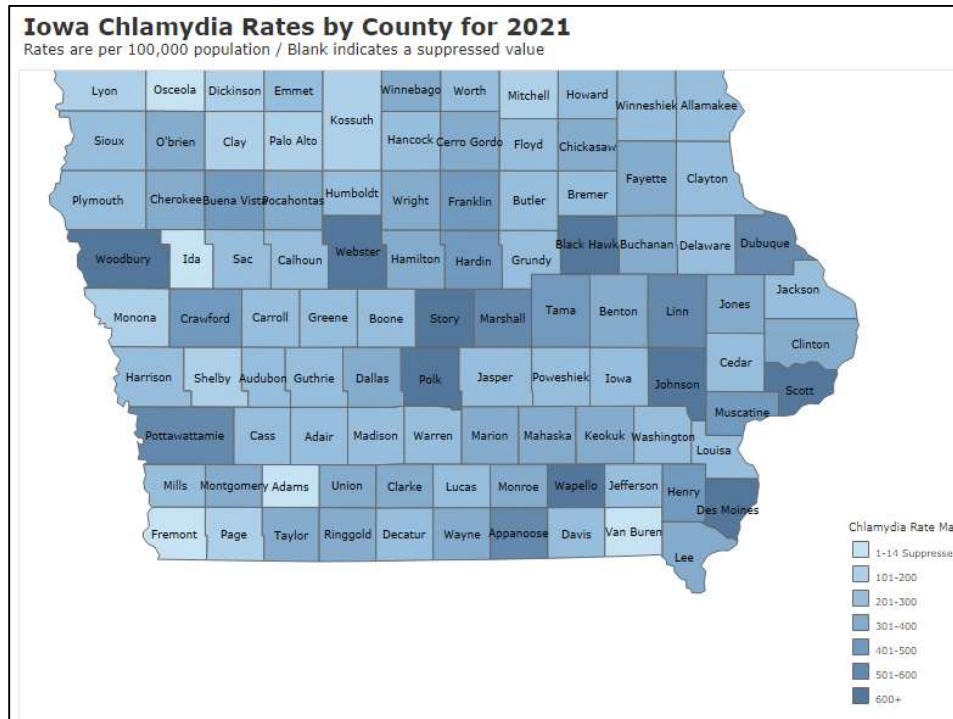 Iowa Chlamydia Rates by County for 2021
Rates are per 100,000 population / Blank indicates a suppressed value
Lyon Osceola Dickinson Emmet Winnebago Worth Mitchell Howard Winneshiek Allamakee
Kossuth
Sioux O'brien Clay Palo Alto Hancock Cerro Gordo Floyd Chickasaw
Fayette Clayton
Plymouth Cherokee Buena Vista Pocahontas Humboldt Wright Franklin Butler Bremer
Woodbury Ida Sac Calhoun Webster Hamilton Hardin Grundy Black Hawk Buchanan Delaware Dubuque
Monona Crawford Carroll Greene Boone Story Marshall Tama Benton Linn Jones Jackson
Clinton
Harrison Shelby Audubon Guthrie Dallas Polk Jasper Poweshiek Iowa Johnson Cedar Scott
Muscatine
Pottawattamie Cass Adair Madison Warren Marion Mahaska Keokuk Washington Louisa
Mills Montgomery Adams Union Clarke Lucas Monroe Wapello Jefferson Henry Des Moines
Fremont Page Taylor Ringgold Decatur Wayne Appanoose Davis Van Buren Lee
Chlamydia Rate Ma
1-14 Suppresse
101-200
201-300
301-400
401-500
501-600
600+